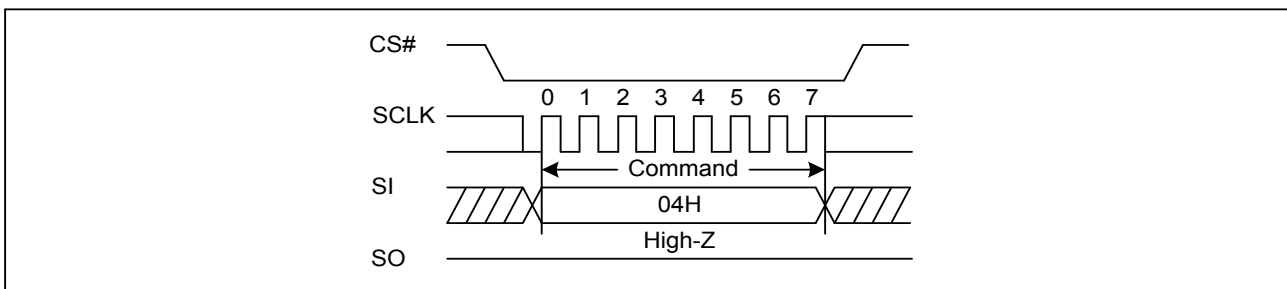 CS#
0 1 2 3 4 5 6 7
SCLK
Command
SI
04H
High-Z
SO